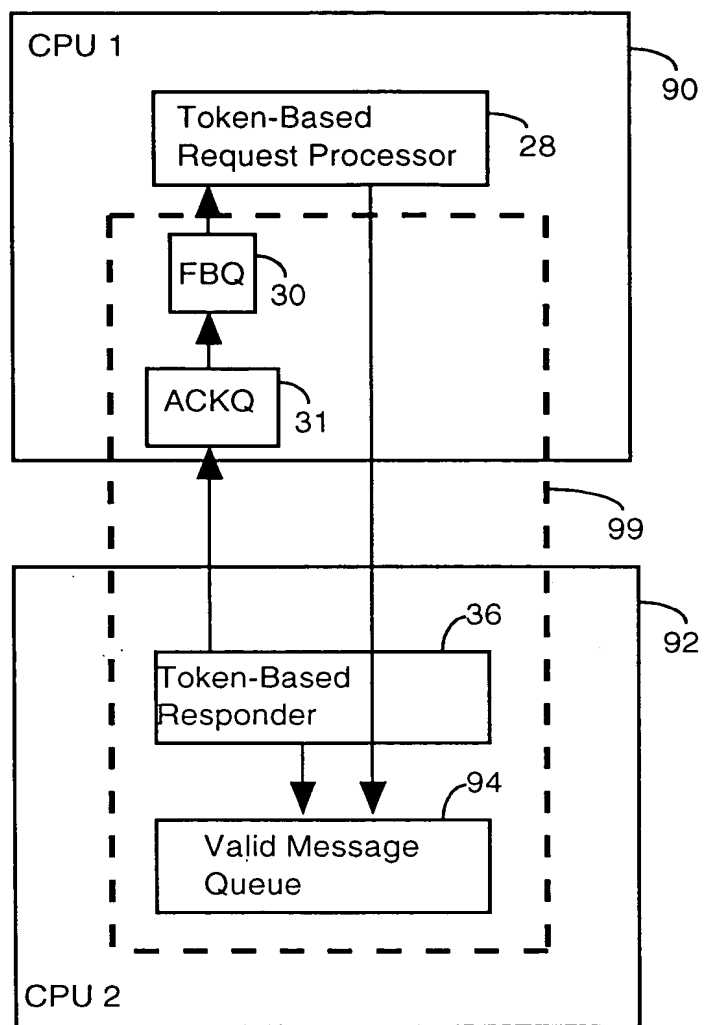 CPU 1
90
Token-Based
Request Processor
28
FBQ
30
ACKQ
31
99
36
92
Token-Based
Responder
94
Valid Message
Queue
CPU 2